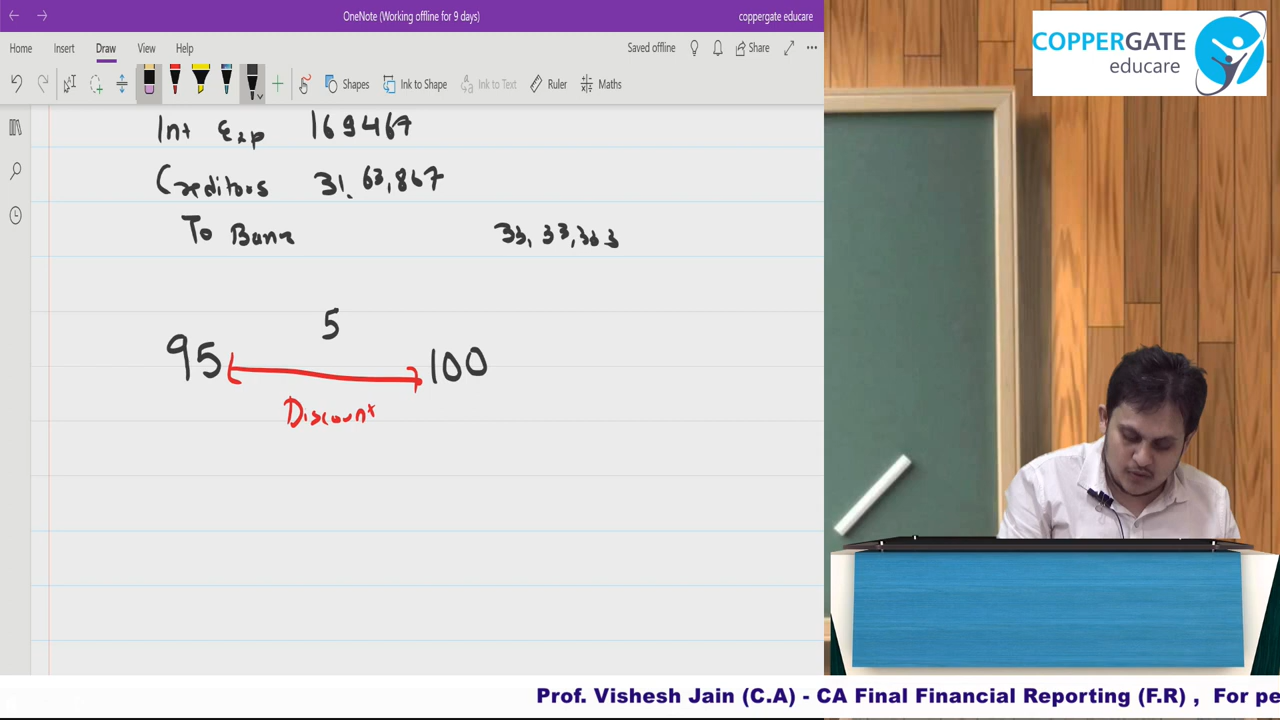 OneNote (Working offline for 9 days)
coppergate educare
Home Insert Draw View Help
Saved offline Share
Shapes Ink to Shape Ink to Text Ruler Maths
Int Exp 169467
Creditors 31,63,867
To Bank 33,33,333
5
95 100
Discount
COPPERGATE
educare
Prof. Vishesh Jain (C.A) - CA Final Financial Reporting (F.R) , For pe